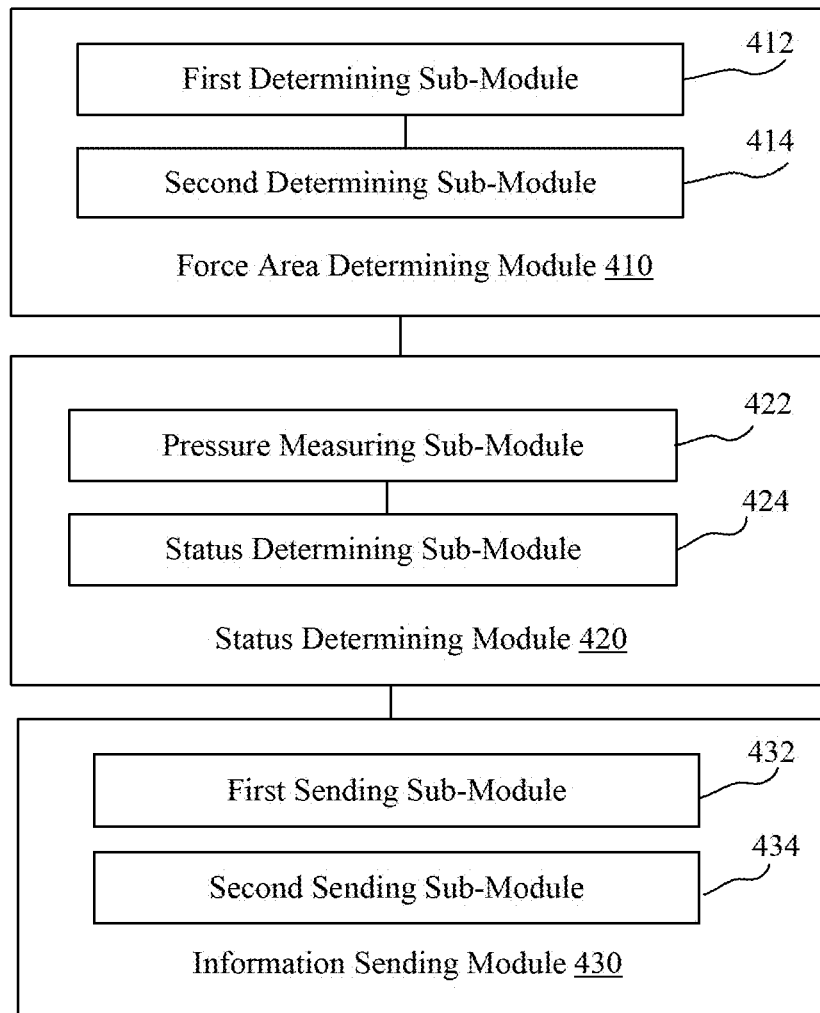 412
First Determining Sub-Module
414
Second Determining Sub-Module
Force Area Determining Module 410
422
Pressure Measuring Sub-Module
424
Status Determining Sub-Module
Status Determining Module 420
432
First Sending Sub-Module
434
Second Sending Sub-Module
Information Sending Module 430